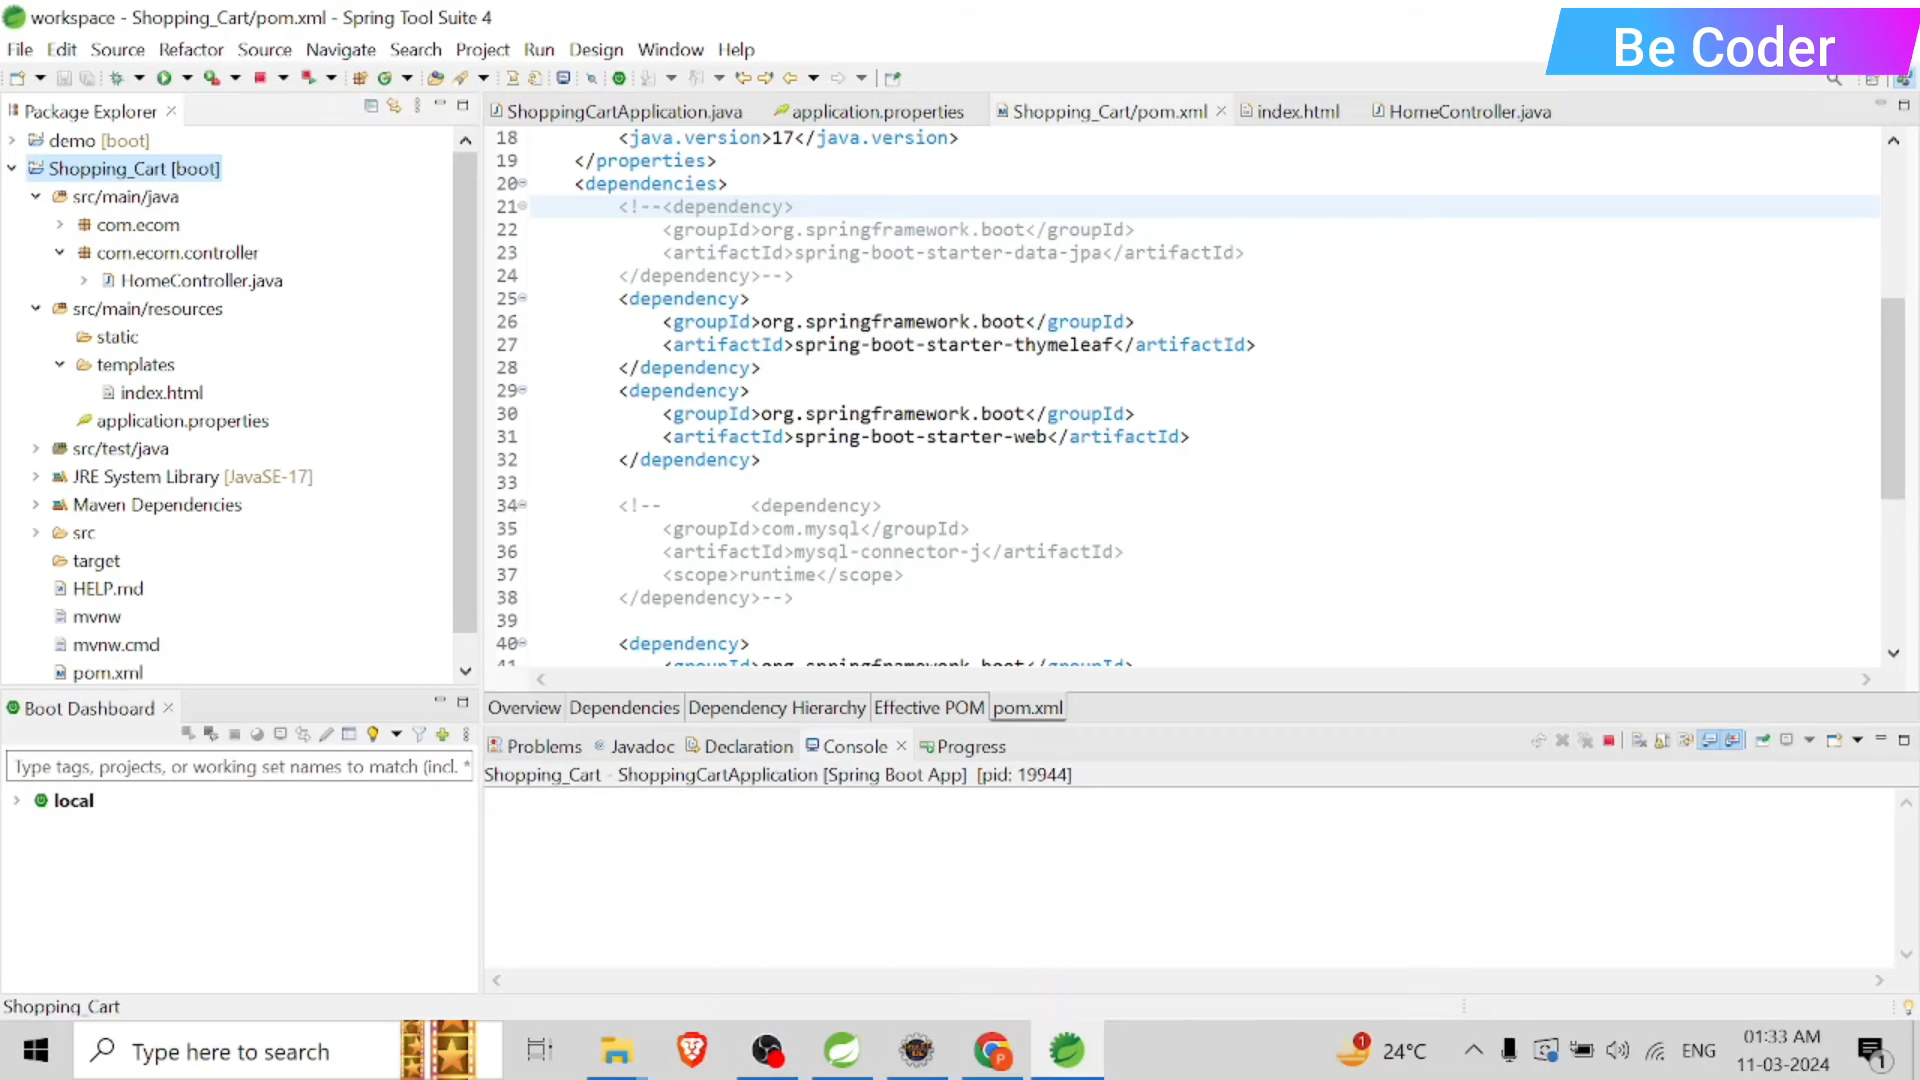 workspace - Shopping_Cart/pom.xml - Spring Tool Suite 4
Be Coder
File Edit Source Refactor Source Navigate Search Project Run Design Window Help
Package Explorer
demo [boot]
Shopping_Cart [boot]
src/main/java
com.ecom
com.ecom.controller
HomeController.java
src/main/resources
static
templates
index.html
application.properties
src/test/java
JRE System Library [JavaSE-17]
Maven Dependencies
src
target
HELP.md
mvnw
mvnw.cmd
pom.xml
ShoppingCartApplication.java application.properties Shopping_Cart/pom.xml index.html HomeController.java
18 <java.version>17</java.version>
19 </properties>
20 <dependencies>
21 <!--<dependency>
22 <groupId>org.springframework.boot</groupId>
23 <artifactId>spring-boot-starter-data-jpa</artifactId>
24 </dependency>-->
25 <dependency>
26 <groupId>org.springframework.boot</groupId>
27 <artifactId>spring-boot-starter-thymeleaf</artifactId>
28 </dependency>
29 <dependency>
30 <groupId>org.springframework.boot</groupId>
31 <artifactId>spring-boot-starter-web</artifactId>
32 </dependency>
33
34 <!-- <dependency>
35 <groupId>com.mysql</groupId>
36 <artifactId>mysql-connector-j</artifactId>
37 <scope>runtime</scope>
38 </dependency>-->
39
40 <dependency>
41 <groupId>org.springframework.boot</groupId>
Overview Dependencies Dependency Hierarchy Effective POM pom.xml
Boot Dashboard
Type tags, projects, or working set names to match (incl. *
local
Problems Javadoc Declaration Console Progress
Shopping_Cart - ShoppingCartApplication [Spring Boot App] [pid: 19944]
Shopping_Cart
Type here to search
1
24°C
ENG
01:33 AM
11-03-2024
1